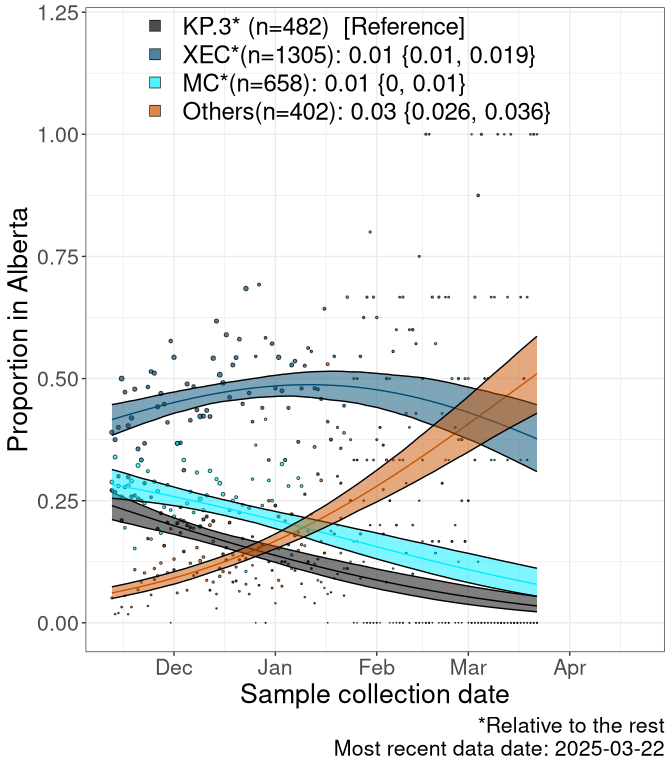 1.25
KP.3* (n=482) [Reference]
XEC*(n=1305): 0.01 {0.01, 0.019}
MC*(n=658): 0.01 {0, 0.01}
Others(n=402): 0.03 {0.026, 0.036}
1.00
0.75
0.50
0.25
0.00
Proportion in Alberta
Dec Jan Feb Mar Apr
Sample collection date
*Relative to the rest
Most recent data date: 2025-03-22